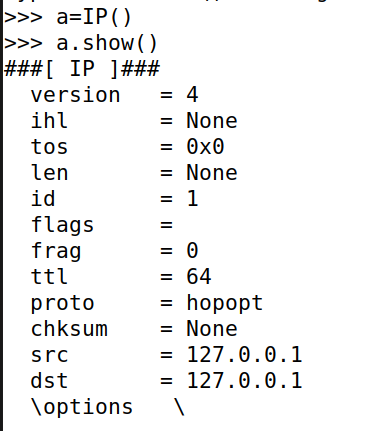 >>> a=IP()
>>> a.show()
###[ IP ]###
  version   = 4
  ihl       = None
  tos       = 0x0
  len       = None
  id        = 1
  flags     =
  frag      = 0
  ttl       = 64
  proto     = hopopt
  chksum    = None
  src       = 127.0.0.1
  dst       = 127.0.0.1
  \options   \